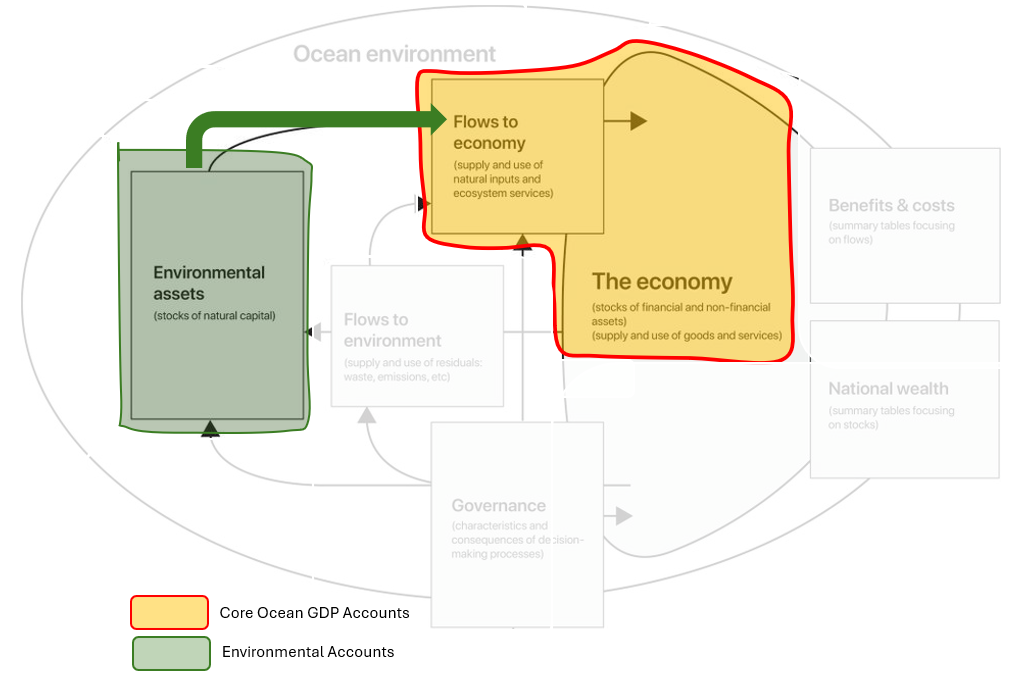 Ocean environment
Flows to
economy
(supply and use of
natural inputs and
ecosystem services)
Benefits & costs
(summary tables focusing
on flows)
Environmental
assets
(stocks of natural capital)
The economy
(stocks of financial and non-financial
assets)
(supply and use of goods and services)
Flows to
environment
(supply and use of residuals:
waste, emissions, etc)
National wealth
(summary tables focusing
on stocks)
Governance
(characteristics and
consequences of decision-
making processes)
Core Ocean GDP Accounts
Environmental Accounts